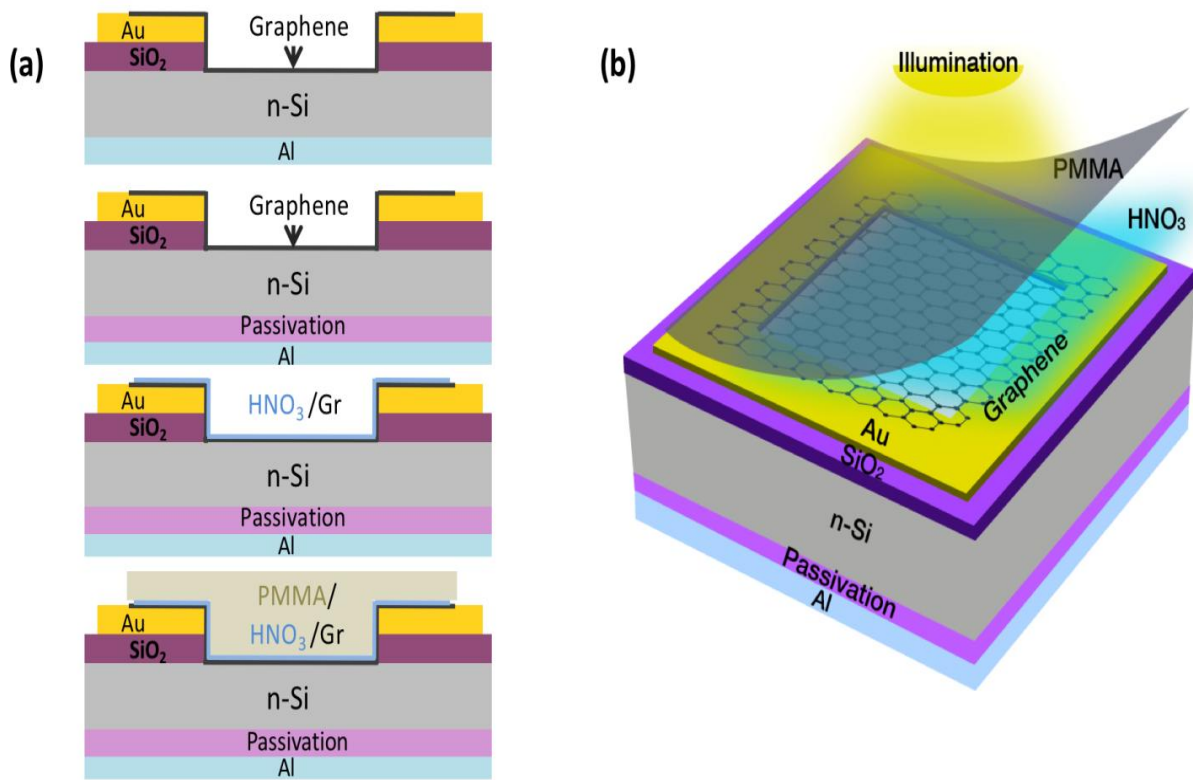 (a)
Graphene
Au
SiO₂
n-Si
Al
Graphene
Au
SiO₂
n-Si
Passivation
Al
HNO₃/Gr
Au
SiO₂
n-Si
Passivation
Al
PMMA/
HNO₃/Gr
Au
SiO₂
n-Si
Passivation
Al
(b)
Illumination
PMMA
HNO₃
Graphene
Au
SiO₂
n-Si
Passivation
Al